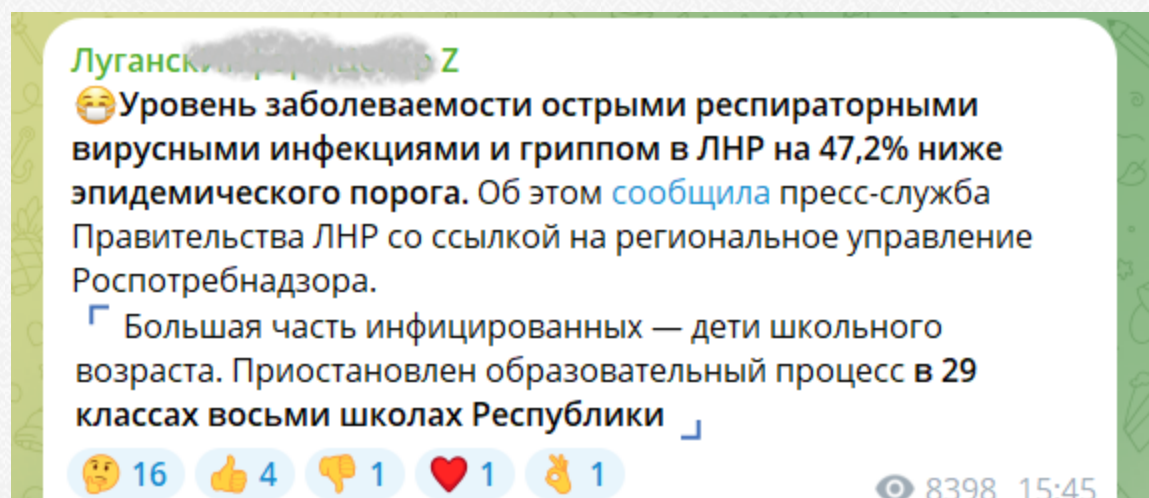 Луганск Z
Уровень заболеваемости острыми респираторными
вирусными инфекциями и гриппом в ЛНР на 47,2% ниже
эпидемического порога. Об этом сообщила пресс-служба
Правительства ЛНР со ссылкой на региональное управление
Роспотребнадзора.
Большая часть инфицированных — дети школьного
возраста. Приостановлен образовательный процесс в 29
классах восьми школах Республики
16 4 1 1 1
8398 15:45